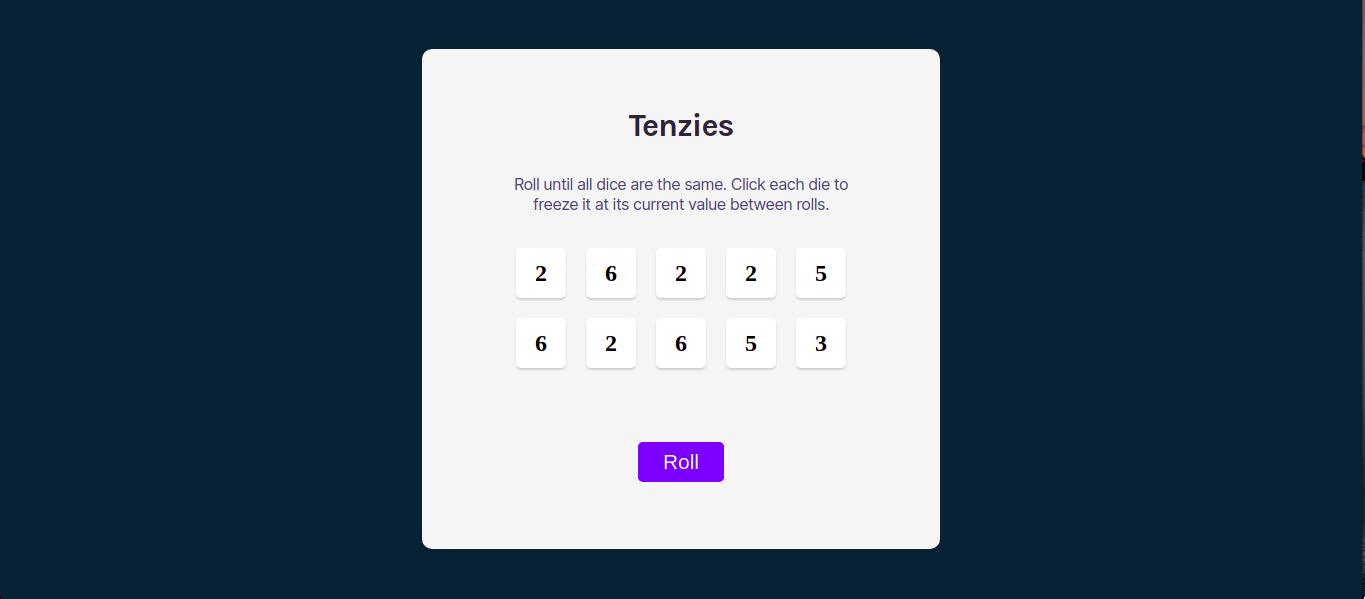 Tenzies
Roll until all dice are the same. Click each die to
freeze it at its current value between rolls.
2 6 2 2 5
6 2 6 5 3
Roll